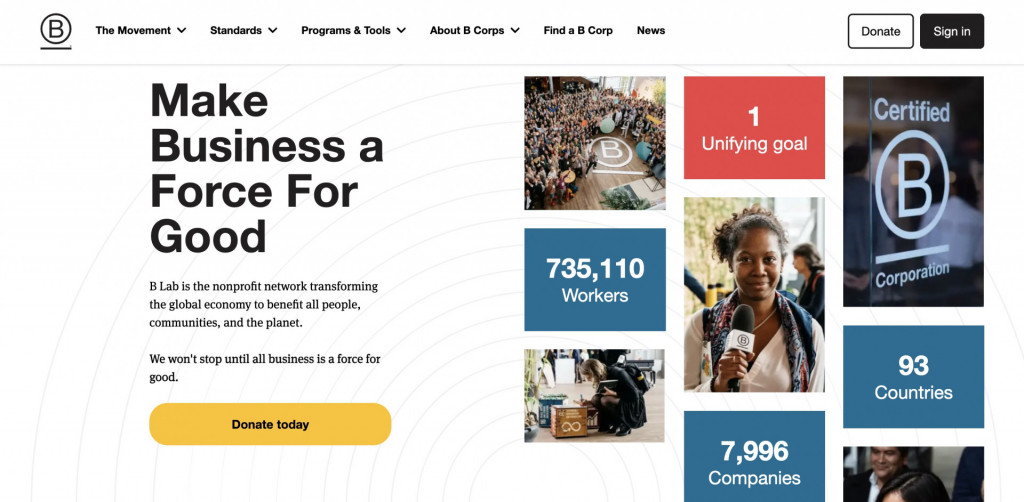 B
The Movement
Standards
Programs & Tools
About B Corps
Find a B Corp
News
Donate
Sign in
Make
Business a
Force For
Good
B Lab is the nonprofit network transforming
the global economy to benefit all people,
communities, and the planet.
We won't stop until all business is a force for
good.
Donate today
B
735,110
Workers
1
Unifying goal
B
7,996
Companies
Certified
B
Corporation
93
Countries